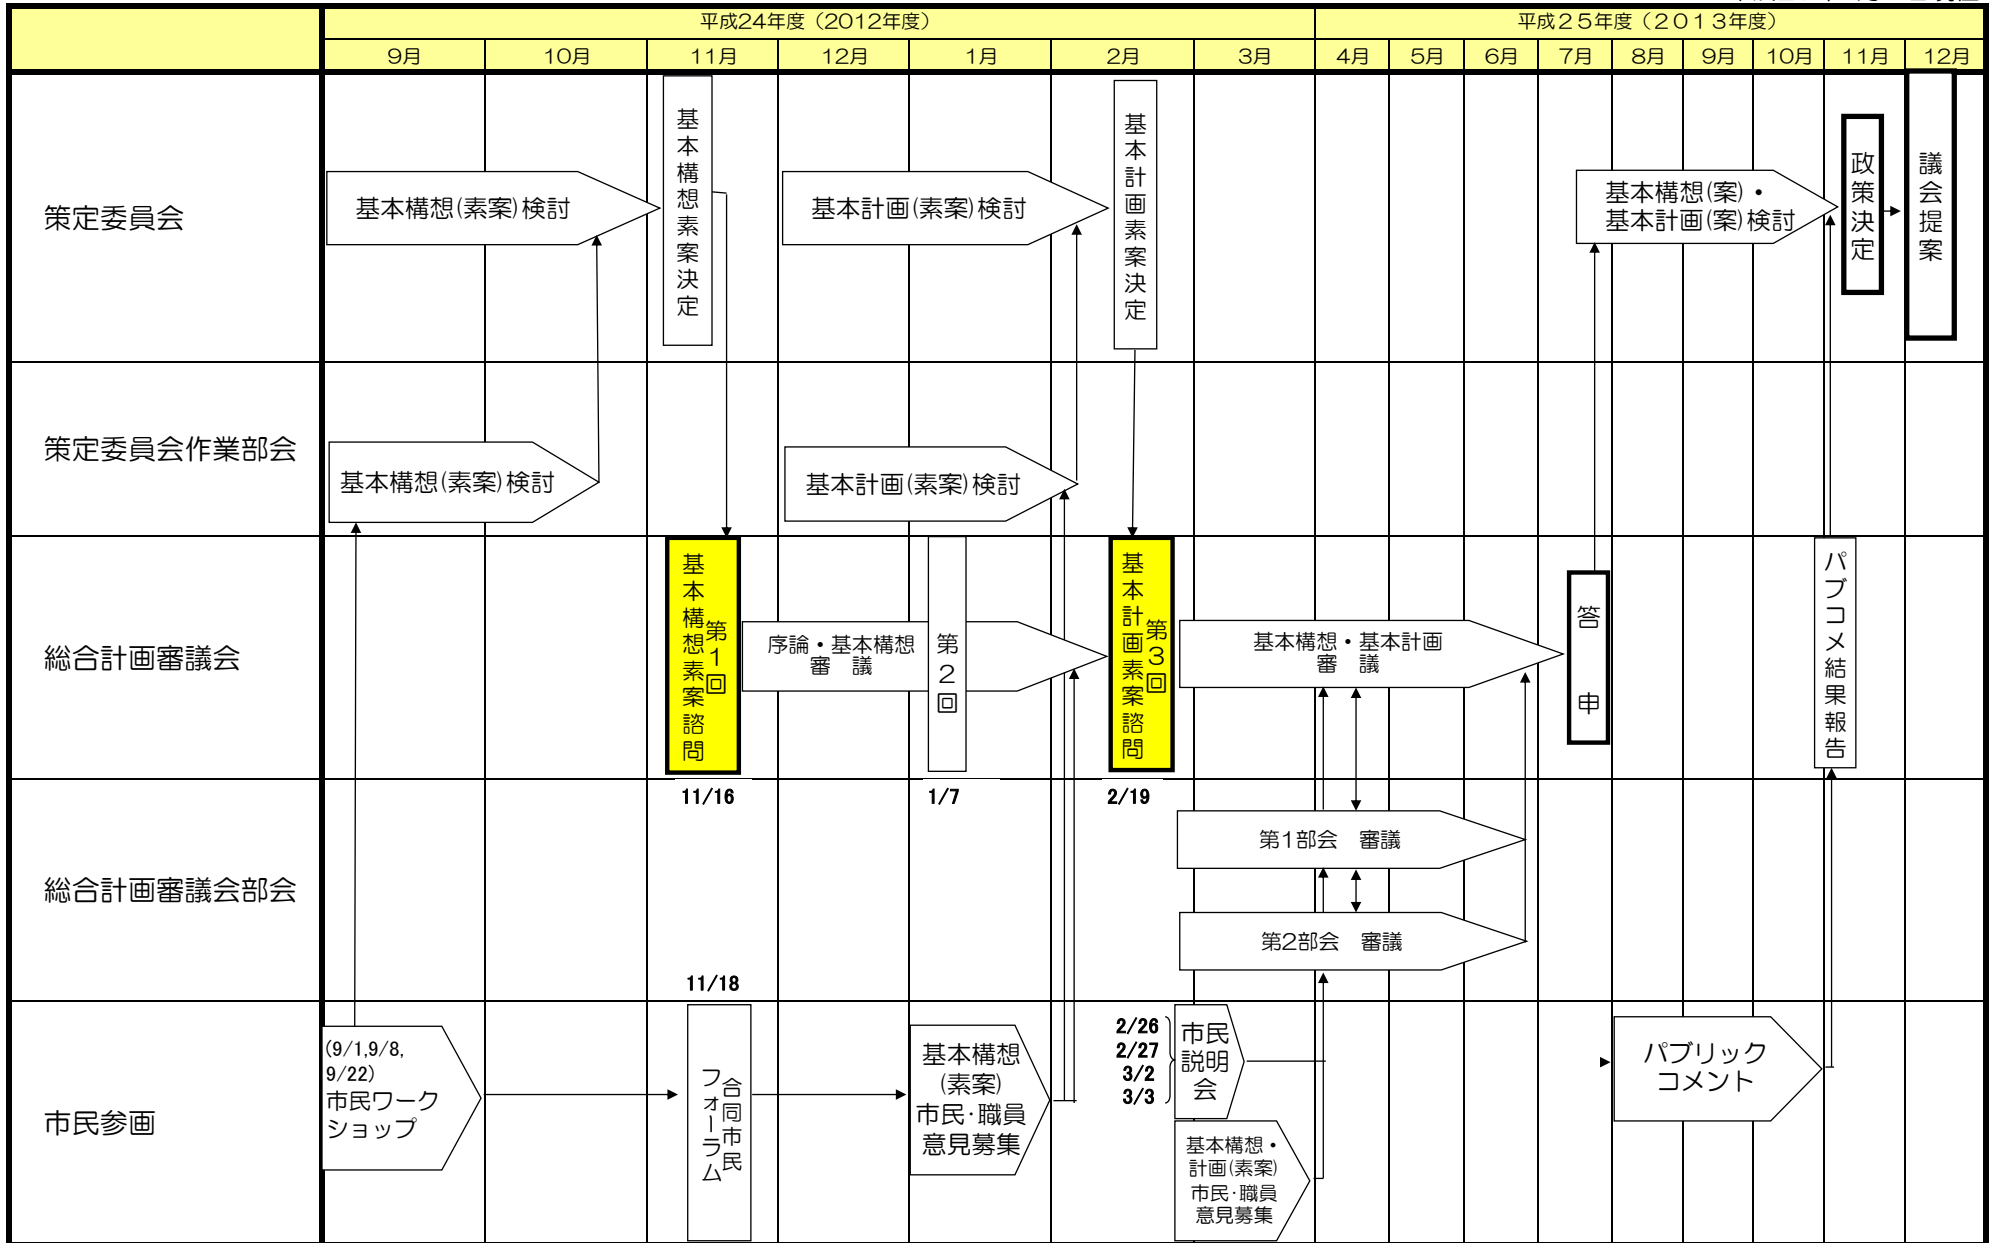 平成24年度（2012年度）
平成２５年度（２０１３年度）
9月
10月
11月
12月
1月
2月
3月
4月
5月
6月
7月
8月
9月
10月
11月
12月
策定委員会
基本構想(素案)検討
基本構想素案決定
基本計画(素案)検討
基本計画素案決定
基本構想(案)・
基本計画(案)検討
政策決定
議会提案
策定委員会作業部会
基本構想(素案)検討
基本計画(素案)検討
総合計画審議会
第1回
基本構想素案諮問
序論・基本構想
審　議
第2回
第3回
基本計画素案諮問
基本構想・基本計画
審　議
答申
パブコメ結果報告
総合計画審議会部会
11/16
1/7
2/19
第1部会　審議
第2部会　審議
11/18
市民参画
(9/1,9/8,
9/22)
市民ワーク
ショップ
合同市民
フォーラム
基本構想
(素案)
市民･職員
意見募集
2/26
2/27
3/2
3/3
市民
説明
会
基本構想・
計画(素案)
市民･職員
意見募集
パブリック
コメント